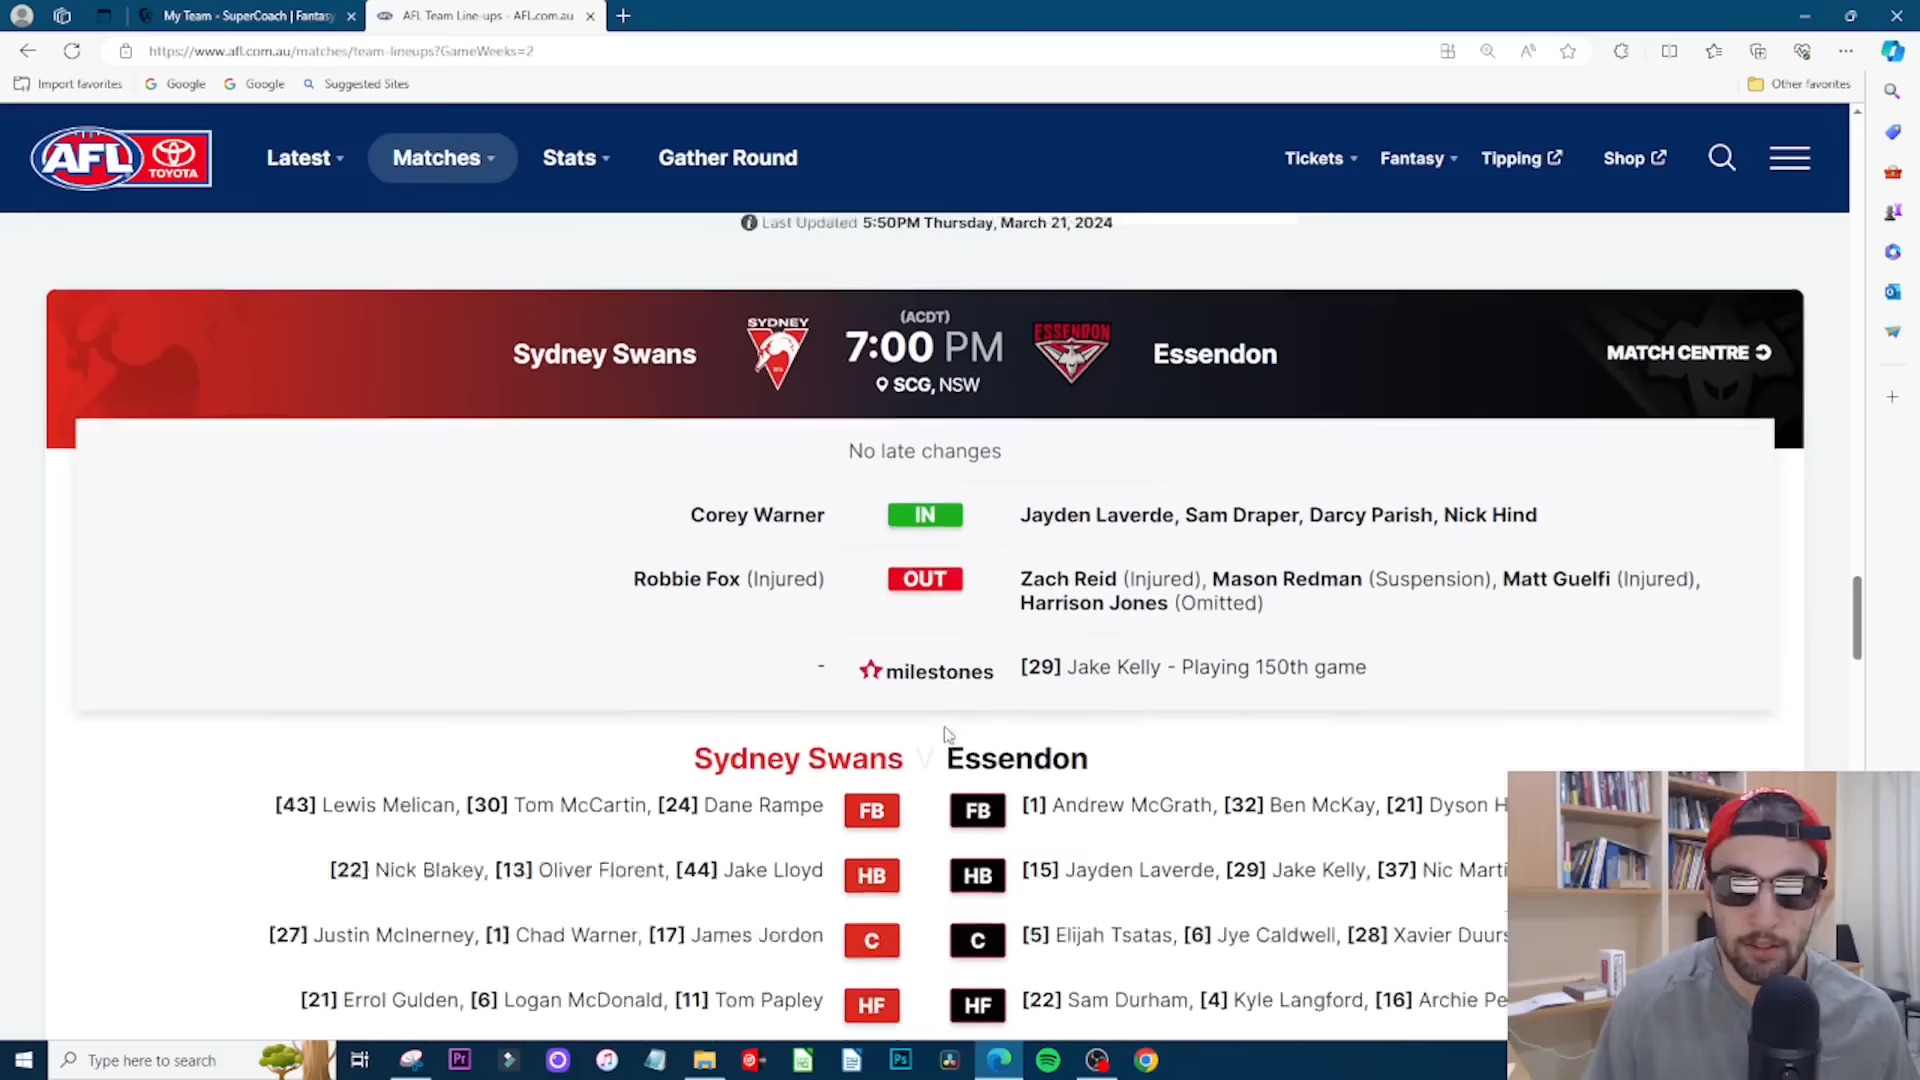 My Team - SuperCoach | Fantasy
AFL Team Line-ups - AFL.com.au
https://www.afl.com.au/matches/team-lineups?GameWeeks=2
Import favorites
Google
Google
Suggested Sites
Other favorites
AFL TOYOTA
Latest
Matches
Stats
Gather Round
Tickets
Fantasy
Tipping
Shop
Last Updated 5:50PM Thursday, March 21, 2024
Sydney Swans
SYDNEY
(ACDT)
7:00 PM
SCG, NSW
ESSENDON
Essendon
MATCH CENTRE
No late changes
Corey Warner IN Jayden Laverde, Sam Draper, Darcy Parish, Nick Hind
Robbie Fox (Injured) OUT Zach Reid (Injured), Mason Redman (Suspension), Matt Guelfi (Injured),
Harrison Jones (Omitted)
- milestones [29] Jake Kelly - Playing 150th game
Sydney Swans V Essendon
[43] Lewis Melican, [30] Tom McCartin, [24] Dane Rampe FB FB [1] Andrew McGrath, [32] Ben McKay, [21] Dyson H
[22] Nick Blakey, [13] Oliver Florent, [44] Jake Lloyd HB HB [15] Jayden Laverde, [29] Jake Kelly, [37] Nic Marti
[27] Justin McInerney, [1] Chad Warner, [17] James Jordon C C [5] Elijah Tsatas, [6] Jye Caldwell, [28] Xavier Duurs
[21] Errol Gulden, [6] Logan McDonald, [11] Tom Papley HF HF [22] Sam Durham, [4] Kyle Langford, [16] Archie Pe
Type here to search
Pr
Ps